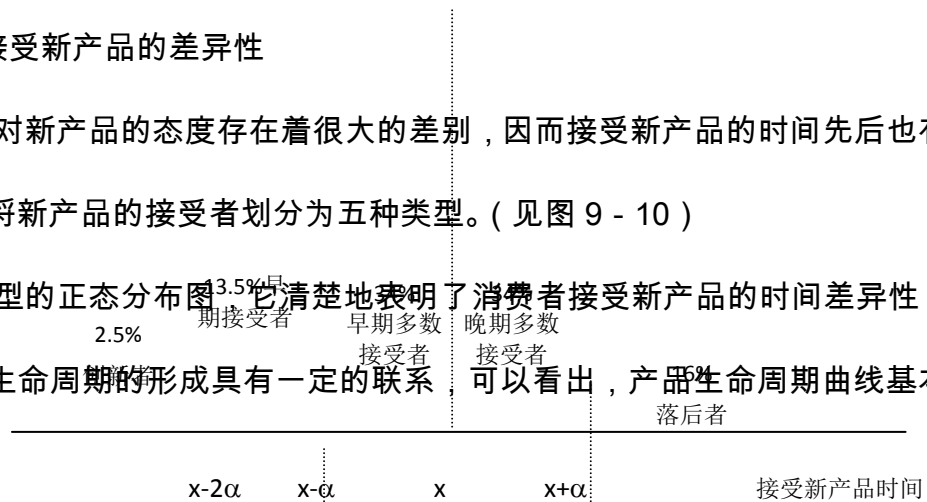 接受新产品的差异性
对新产品的态度存在着很大的差别，因而接受新产品的时间先后也
将新产品的接受者划分为五种类型。（见图 9 - 10 ）
型的正态分布图，它清楚地表明了消费者接受新产品的时间差异性
13.5%早
期接受者
2.5%
早期多数
接受者
晚期多数
接受者
生命周期的形成具有一定的联系，可以看出，产品生命周期曲线基
16%
落后者
x-2α x-α x x+α 接受新产品时间